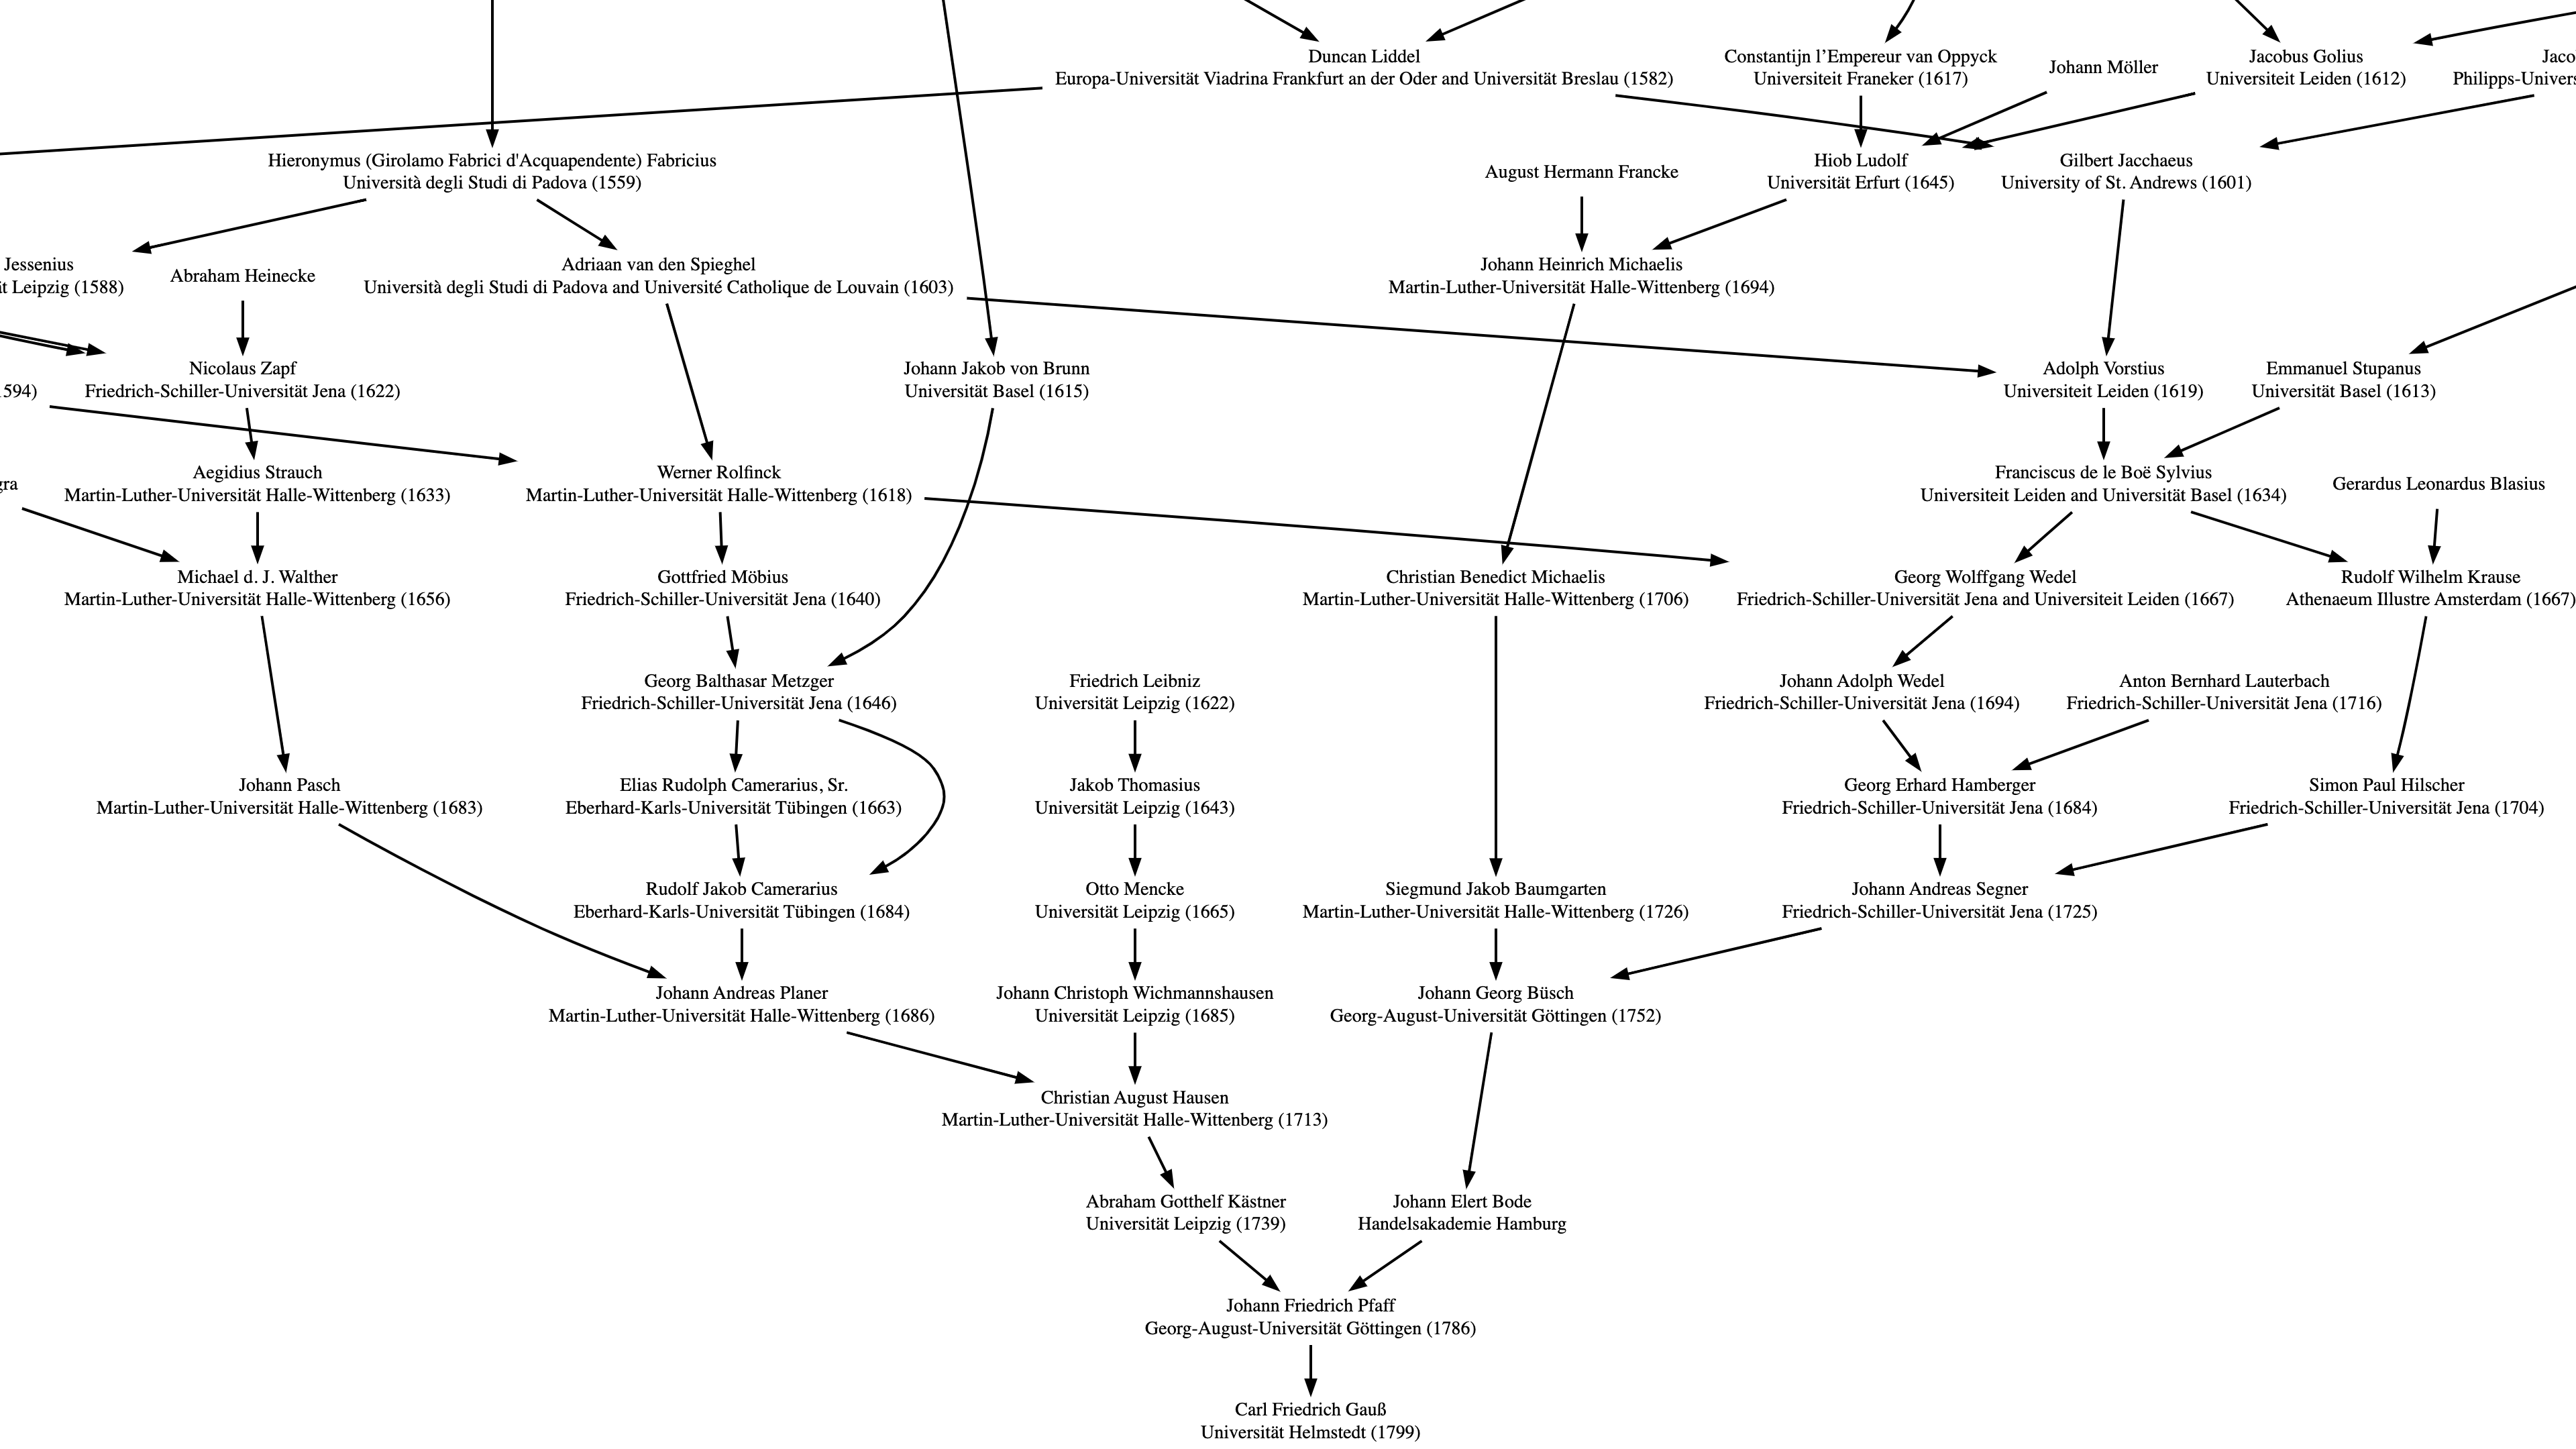 Duncan Liddel
Europa-Universität Viadrina Frankfurt an der Oder and Universität Breslau (1582)
Constantijn l’Empereur van Oppyck
Universiteit Franeker (1617)
Johann Möller
Jacobus Golius
Universiteit Leiden (1612)
Hieronymus (Girolamo Fabrici d'Acquapendente) Fabricius
Università degli Studi di Padova (1559)
August Hermann Francke
Hiob Ludolf
Universität Erfurt (1645)
Gilbert Jacchaeus
University of St. Andrews (1601)
Jessenius
Leipzig (1588)
Abraham Heinecke
Adriaan van den Spieghel
Università degli Studi di Padova and Université Catholique de Louvain (1603)
Johann Heinrich Michaelis
Martin-Luther-Universität Halle-Wittenberg (1694)
Nicolaus Zapf
Friedrich-Schiller-Universität Jena (1622)
Johann Jakob von Brunn
Universität Basel (1615)
Adolph Vorstius
Universiteit Leiden (1619)
Emmanuel Stupanus
Universität Basel (1613)
Aegidius Strauch
Martin-Luther-Universität Halle-Wittenberg (1633)
Werner Rolfinck
Martin-Luther-Universität Halle-Wittenberg (1618)
Franciscus de le Boë Sylvius
Universiteit Leiden and Universität Basel (1634)
Gerardus Leonardus Blasius
Michael d. J. Walther
Martin-Luther-Universität Halle-Wittenberg (1656)
Gottfried Möbius
Friedrich-Schiller-Universität Jena (1640)
Christian Benedict Michaelis
Martin-Luther-Universität Halle-Wittenberg (1706)
Georg Wolffgang Wedel
Friedrich-Schiller-Universität Jena and Universiteit Leiden (1667)
Rudolf Wilhelm Krause
Athenaeum Illustre Amsterdam (1667)
Georg Balthasar Metzger
Friedrich-Schiller-Universität Jena (1646)
Friedrich Leibniz
Universität Leipzig (1622)
Johann Adolph Wedel
Friedrich-Schiller-Universität Jena (1694)
Anton Bernhard Lauterbach
Friedrich-Schiller-Universität Jena (1716)
Johann Pasch
Martin-Luther-Universität Halle-Wittenberg (1683)
Elias Rudolph Camerarius, Sr.
Eberhard-Karls-Universität Tübingen (1663)
Jakob Thomasius
Universität Leipzig (1643)
Georg Erhard Hamberger
Friedrich-Schiller-Universität Jena (1684)
Simon Paul Hilscher
Friedrich-Schiller-Universität Jena (1704)
Rudolf Jakob Camerarius
Eberhard-Karls-Universität Tübingen (1684)
Otto Mencke
Universität Leipzig (1665)
Siegmund Jakob Baumgarten
Martin-Luther-Universität Halle-Wittenberg (1726)
Johann Andreas Segner
Friedrich-Schiller-Universität Jena (1725)
Johann Andreas Planer
Martin-Luther-Universität Halle-Wittenberg (1686)
Johann Christoph Wichmannshausen
Universität Leipzig (1685)
Johann Georg Büsch
Georg-August-Universität Göttingen (1752)
Christian August Hausen
Martin-Luther-Universität Halle-Wittenberg (1713)
Abraham Gotthelf Kästner
Universität Leipzig (1739)
Johann Elert Bode
Handelsakademie Hamburg
Johann Friedrich Pfaff
Georg-August-Universität Göttingen (1786)
Carl Friedrich Gauß
Universität Helmstedt (1799)